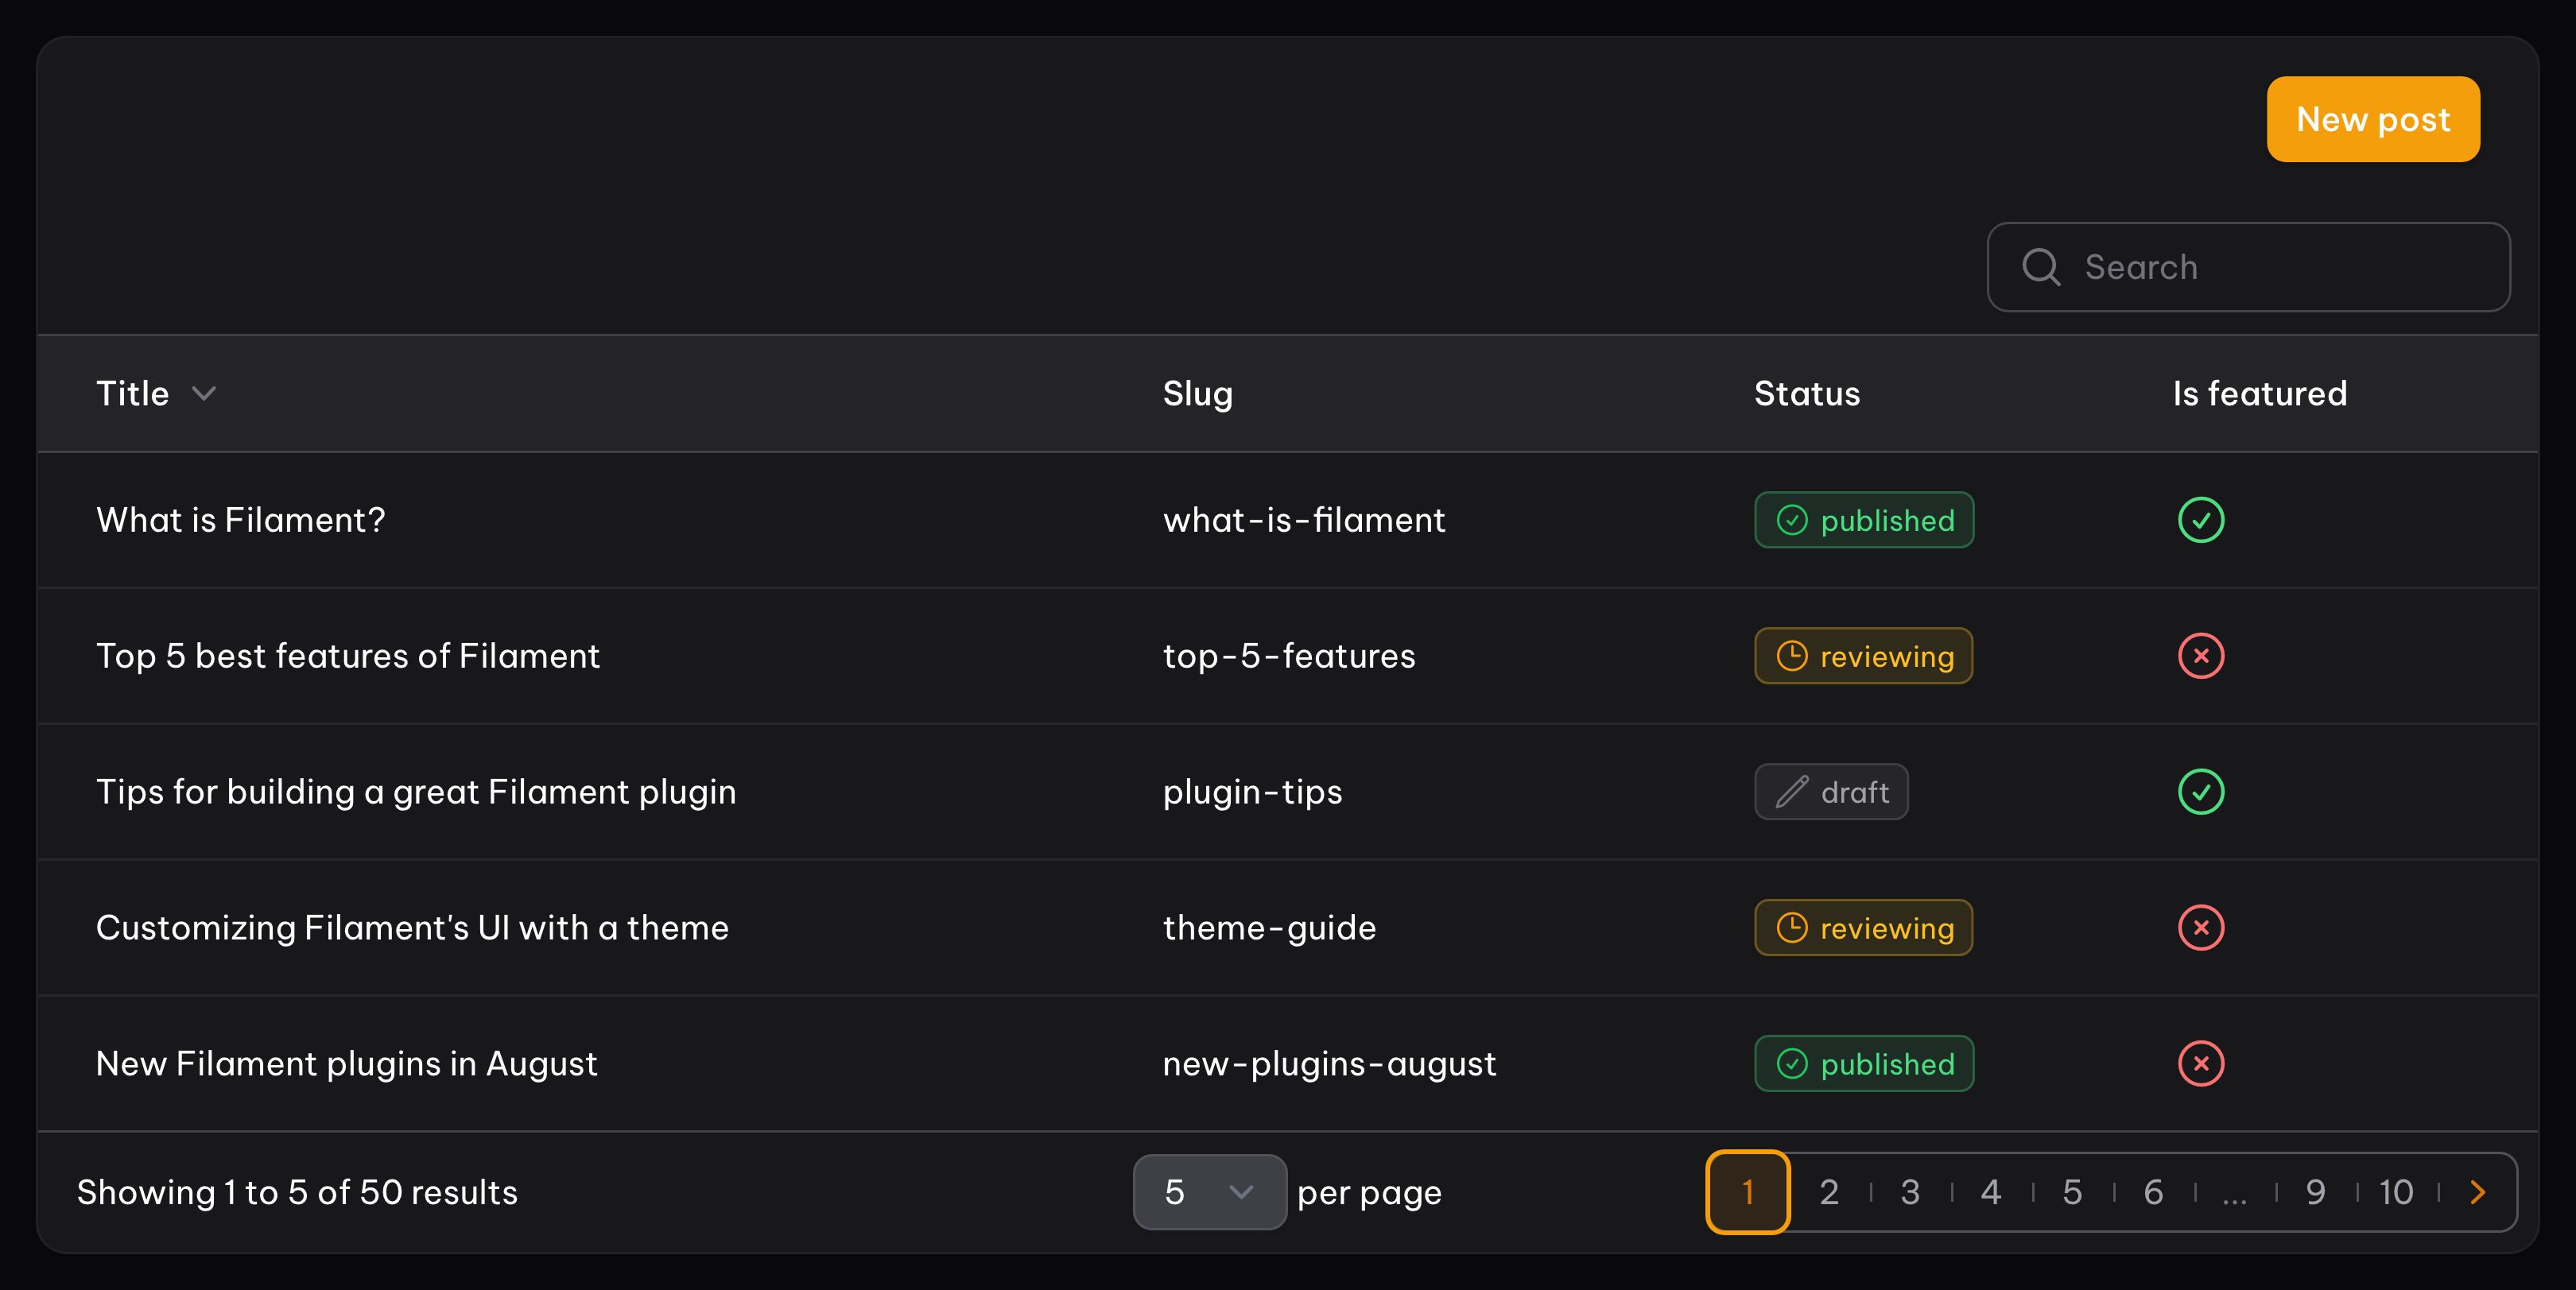 New post
Search
Title Slug Status Is featured
What is Filament? what-is-filament published
Top 5 best features of Filament top-5-features reviewing
Tips for building a great Filament plugin plugin-tips draft
Customizing Filament's UI with a theme theme-guide reviewing
New Filament plugins in August new-plugins-august published
Showing 1 to 5 of 50 results 5 per page 1 2 3 4 5 6 ... 9 10